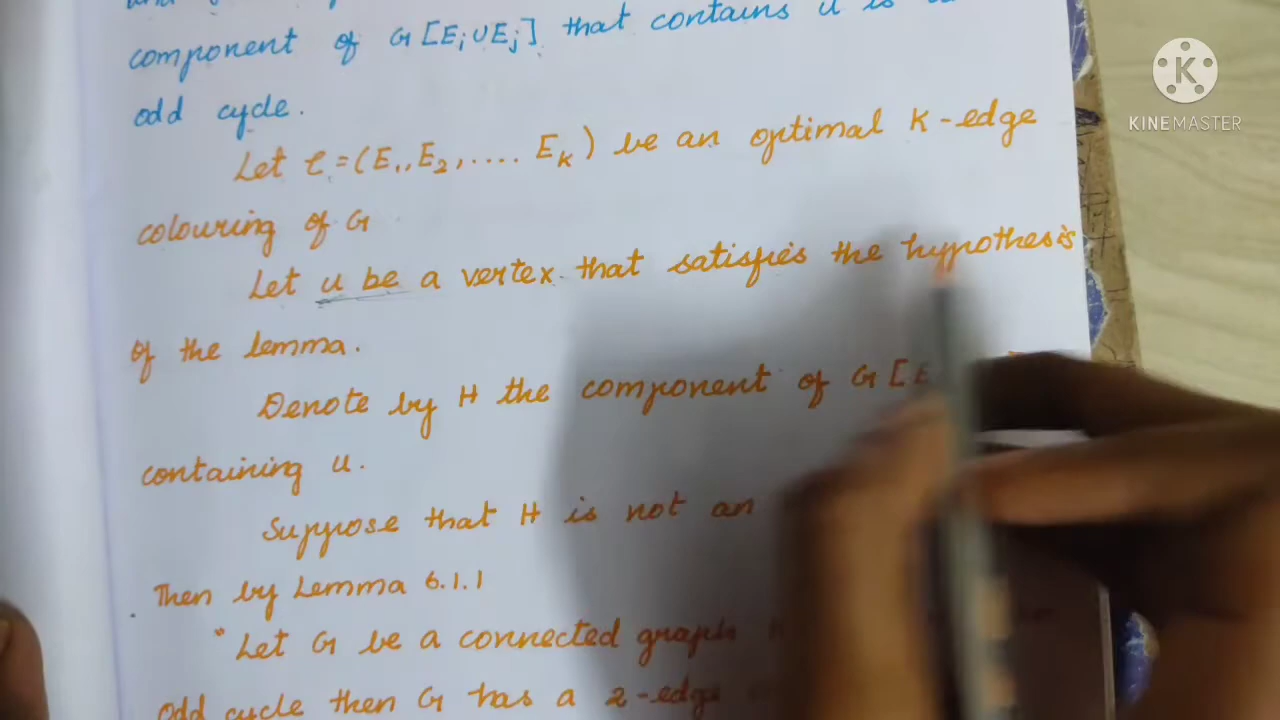 component of G[Ei∪Ej] that contains u is
odd cycle.
Let C = (E1, E2, .... Ek) be an optimal K-edge
colouring of G
Let u be a vertex that satisfies the hypothesis
of the lemma.
Denote by H the component of G[E
containing u.
Suppose that H is not an
Then by Lemma 6.1.1
"Let G be a connected graph
odd cycle then G has a 2-edge
K
KINEMASTER